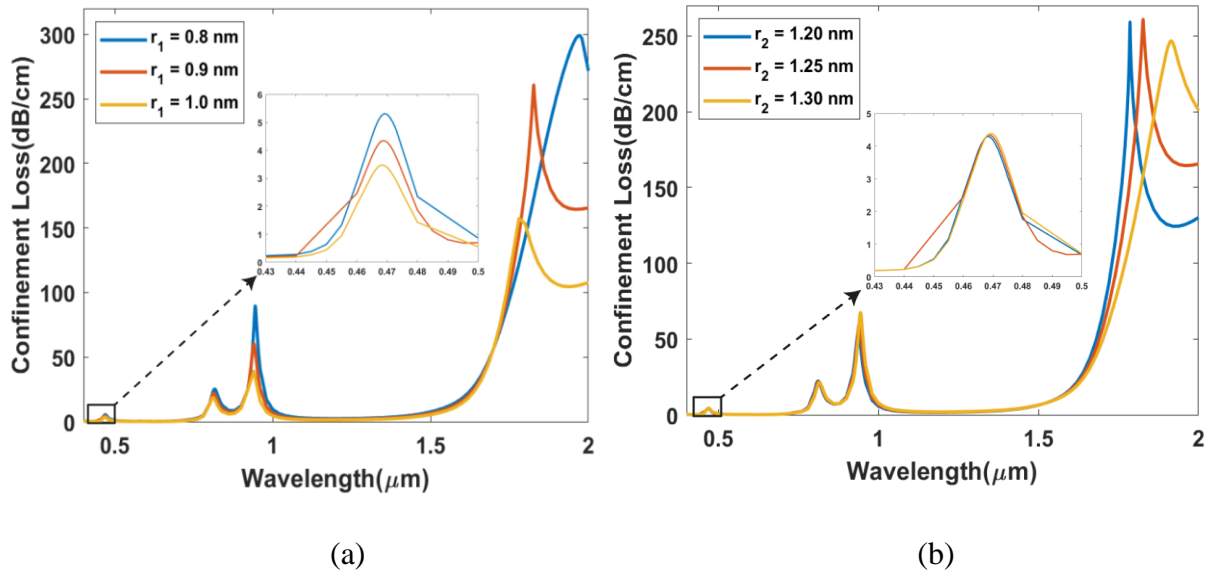 300
250
200
150
100
50
0
Confinement Loss(dB/cm)
r1 = 0.8 nm
r1 = 0.9 nm
r1 = 1.0 nm
6
5
4
3
2
1
0
0.43 0.44 0.45 0.46 0.47 0.48 0.49 0.5
0.5 1 1.5 2
Wavelength(μm)
(a)
250
200
150
100
50
0
Confinement Loss(dB/cm)
r2 = 1.20 nm
r2 = 1.25 nm
r2 = 1.30 nm
5
4
3
2
1
0
0.43 0.44 0.45 0.46 0.47 0.48 0.49 0.5
0.5 1 1.5 2
Wavelength(μm)
(b)